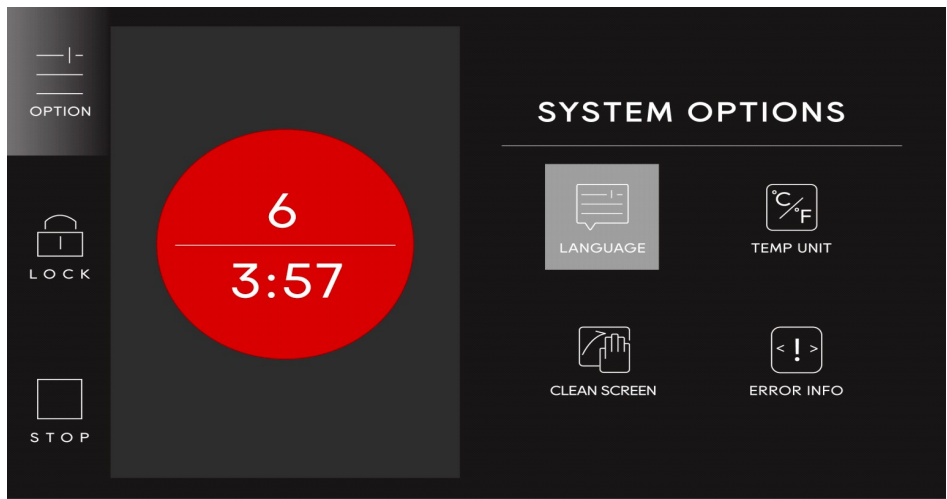 OPTION
LOCK
STOP
6
3:57
SYSTEM OPTIONS
LANGUAGE
°C/°F
TEMP UNIT
CLEAN SCREEN
<!>
ERROR INFO